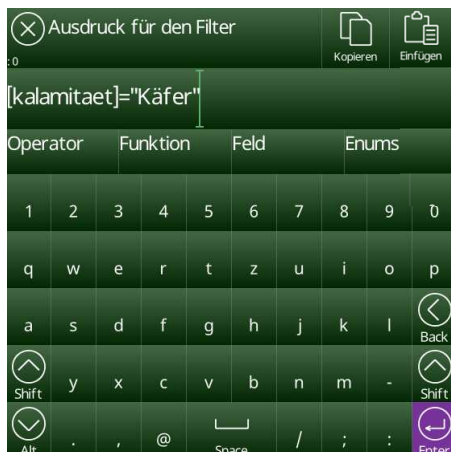 Ausdruck für den Filter
:0
Kopieren Einfügen
[kalamitaet]="Käfer"
Operator Funktion Feld Enums
1 2 3 4 5 6 7 8 9 0
q w e r t z u i o p
a s d f g h j k l Back
Shift y x c v b n m - Shift
Alt . , @ Space / ; : Enter